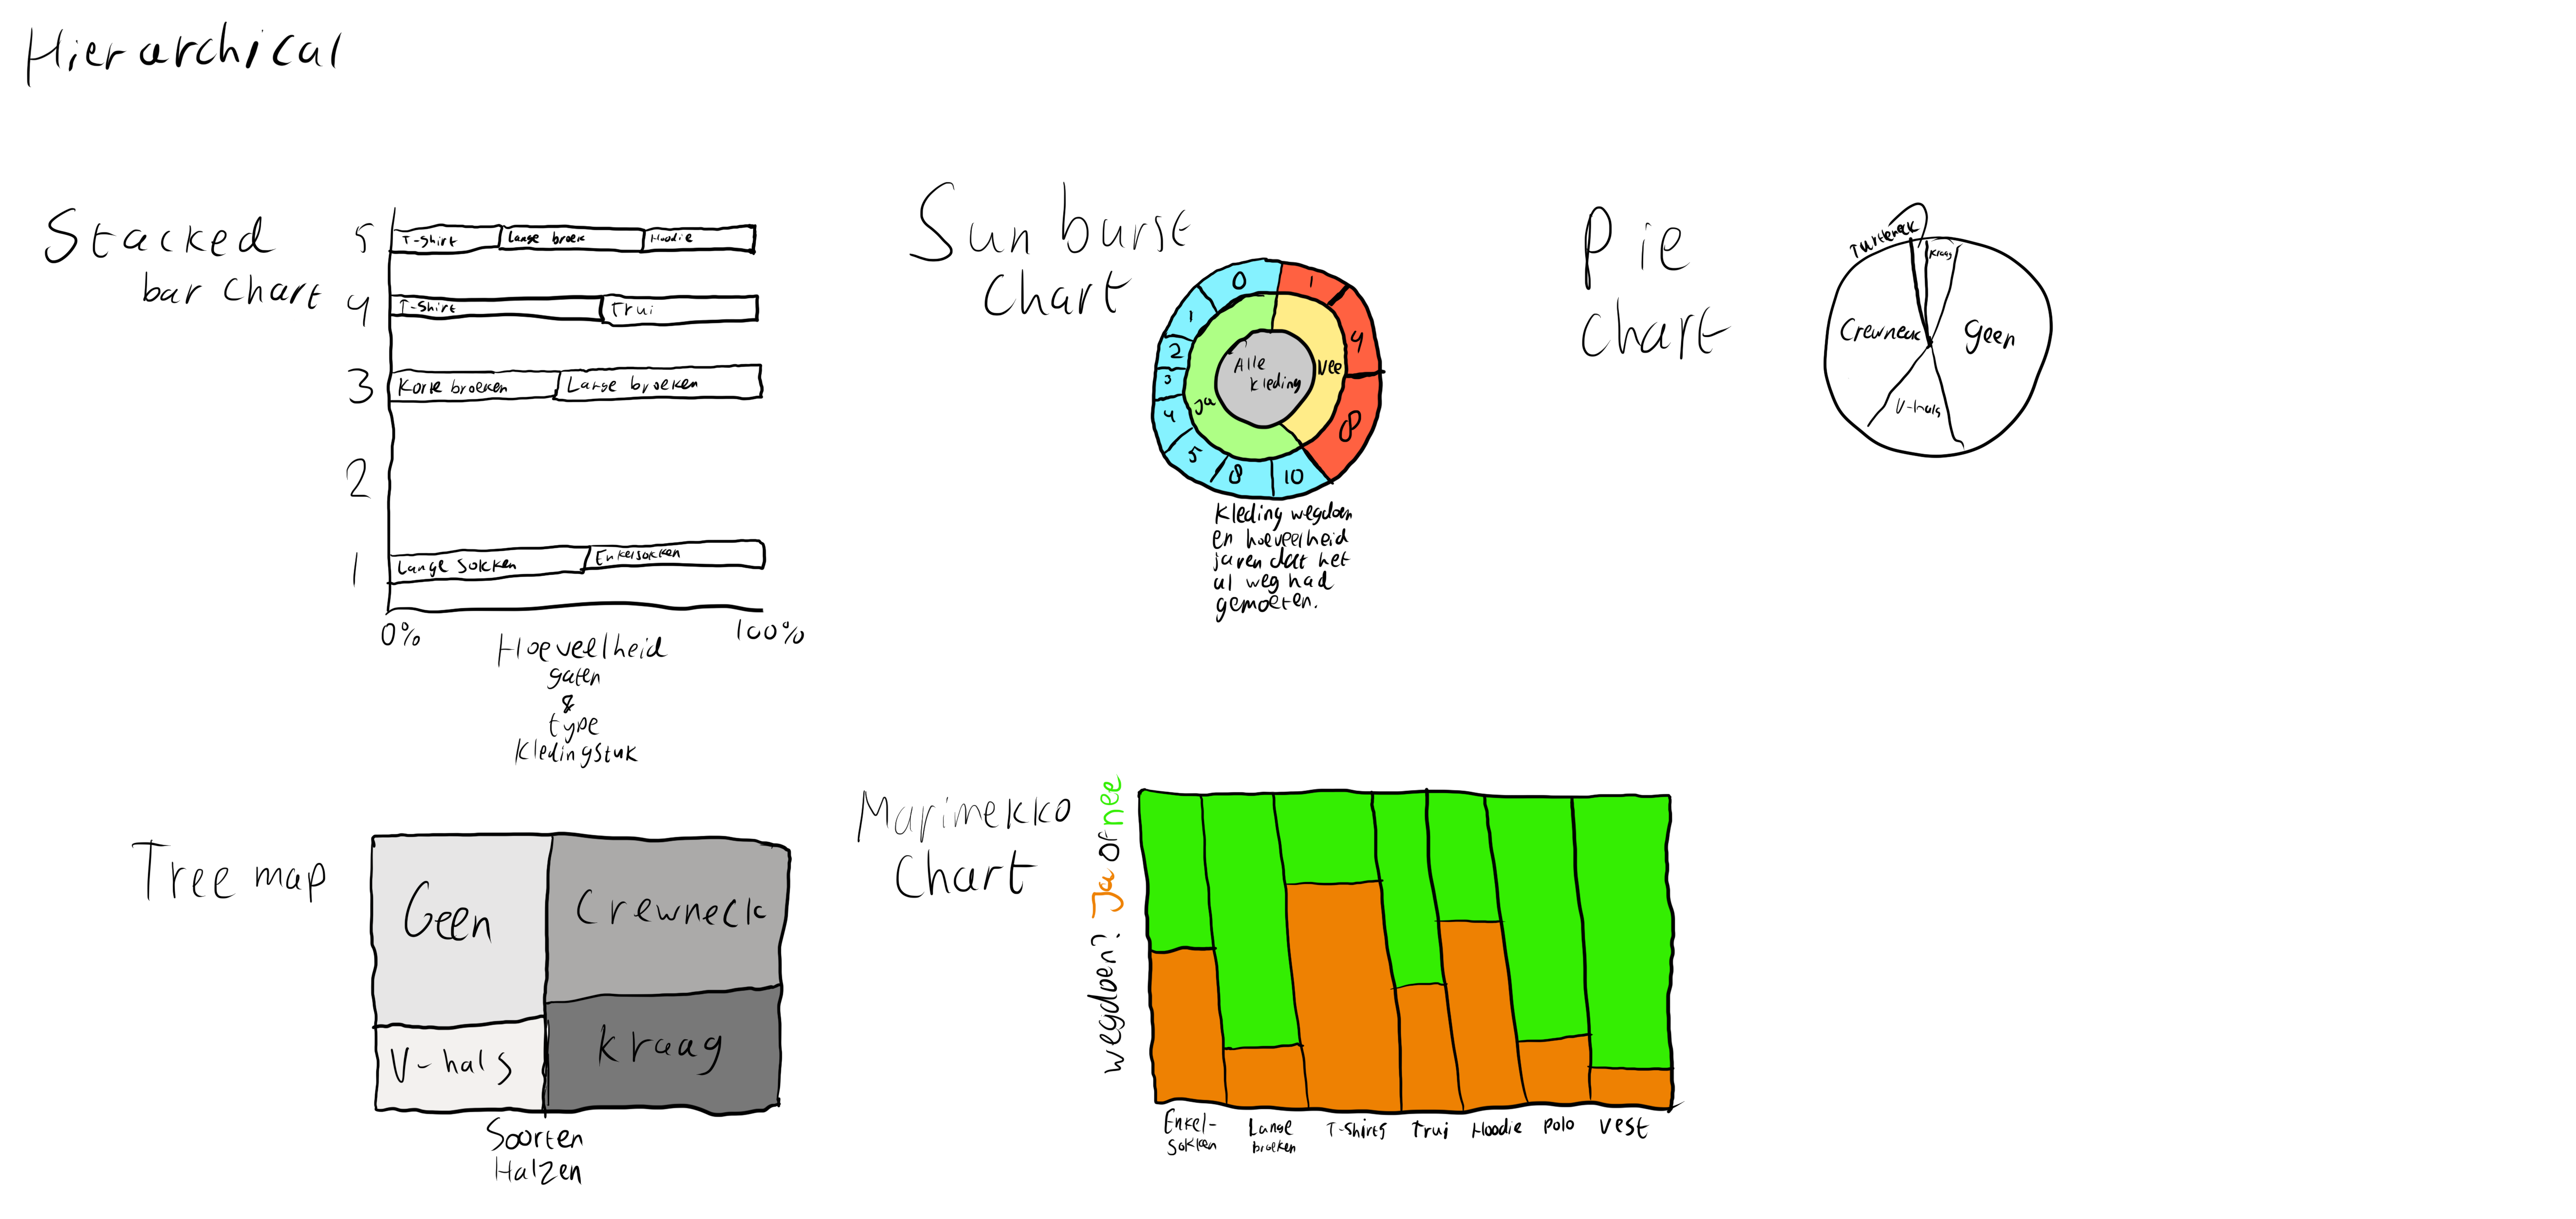 Hierarchical
Stacked
bar chart
5
T-shirt
Lange broek
Hoodie
4
T-shirt
Trui
3
Korte broeken
Lange broeken
2
1
Lange sokken
Enkelsokken
0%
100%
Hoeveelheid
gaten
&
type
kledingstuk
Sunburst
Chart
0
1
1
2
3
4
5
8
10
4
8
Alle
kleding
Ja
Nee
Kleding wegdoen
en hoeveelheid
jaren dat het
al weg had
gemoeten.
Pie
chart
Turtleneck
Kraag
Crewneck
Geen
V-hals
Tree map
Geen
Crewneck
V-hals
Kraag
Soorten
Halzen
Marimekko
Chart
wegdoen? Ja of nee
Enkel-
sokken
Lange
broeken
T-shirts
Trui
Hoodie
Polo
Vest